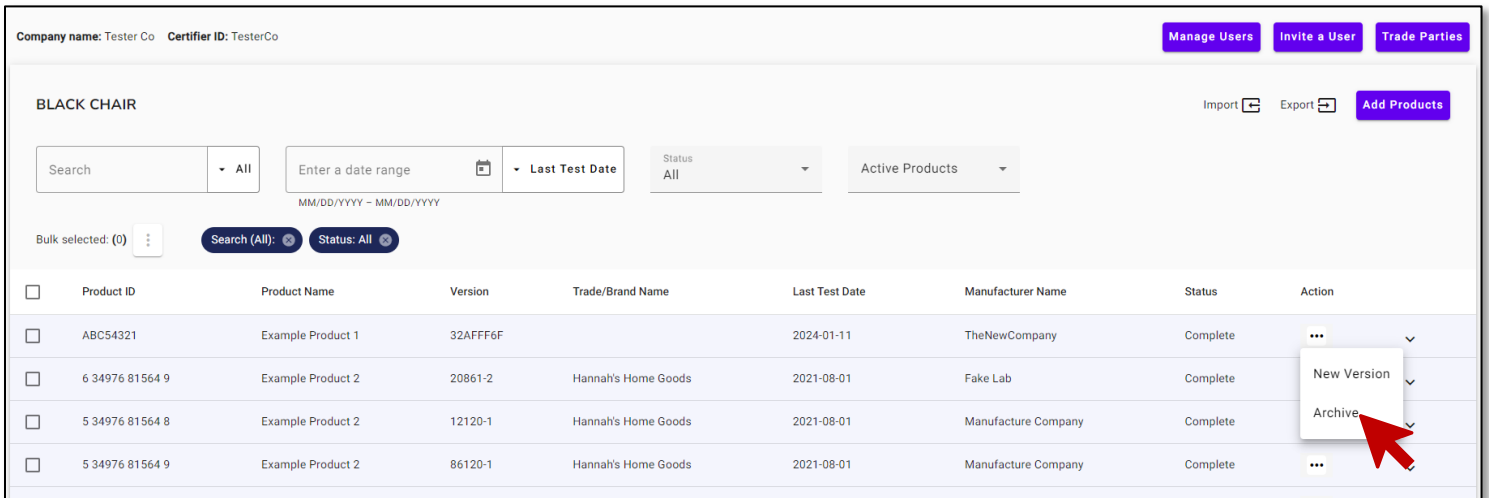 Company name: Tester Co Certifier ID: TesterCo Manage Users Invite a User Trade Parties
BLACK CHAIR Import Export Add Products
Search All Enter a date range Last Test Date Status All Active Products
MM/DD/YYYY – MM/DD/YYYY
Bulk selected: (0) Search (All): Status: All
Product ID Product Name Version Trade/Brand Name Last Test Date Manufacturer Name Status Action
ABC54321 Example Product 1 32AFFF6F 2024-01-11 TheNewCompany Complete
6 34976 81564 9 Example Product 2 20861-2 Hannah's Home Goods 2021-08-01 Fake Lab Complete New Version
5 34976 81564 8 Example Product 2 12120-1 Hannah's Home Goods 2021-08-01 Manufacture Company Complete Archive
5 34976 81564 9 Example Product 2 86120-1 Hannah's Home Goods 2021-08-01 Manufacture Company Complete